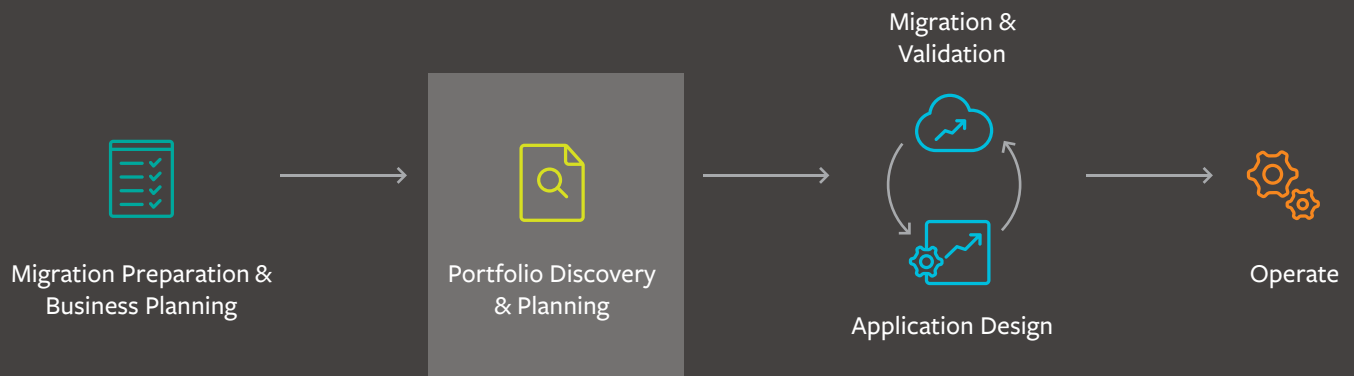 Migration Preparation &
Business Planning
Portfolio Discovery
& Planning
Migration &
Validation
Application Design
Operate